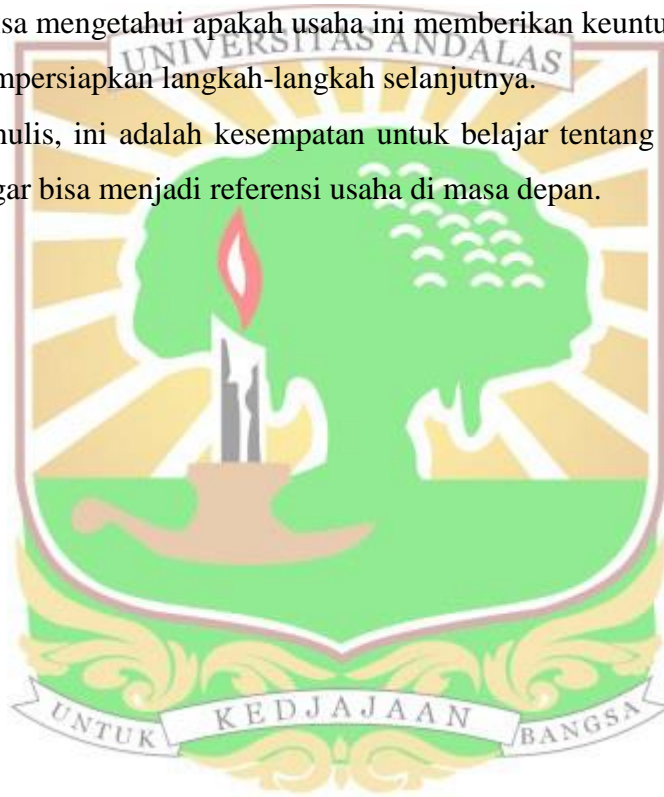 sa mengetahui apakah usaha ini memberikan keuntu
UNIVERSITAS ANDALAS
mpersiapkan langkah-langkah selanjutnya.
nulis, ini adalah kesempatan untuk belajar tentang
gar bisa menjadi referensi usaha di masa depan.
UNTUK KEDJAJAAN BANGSA